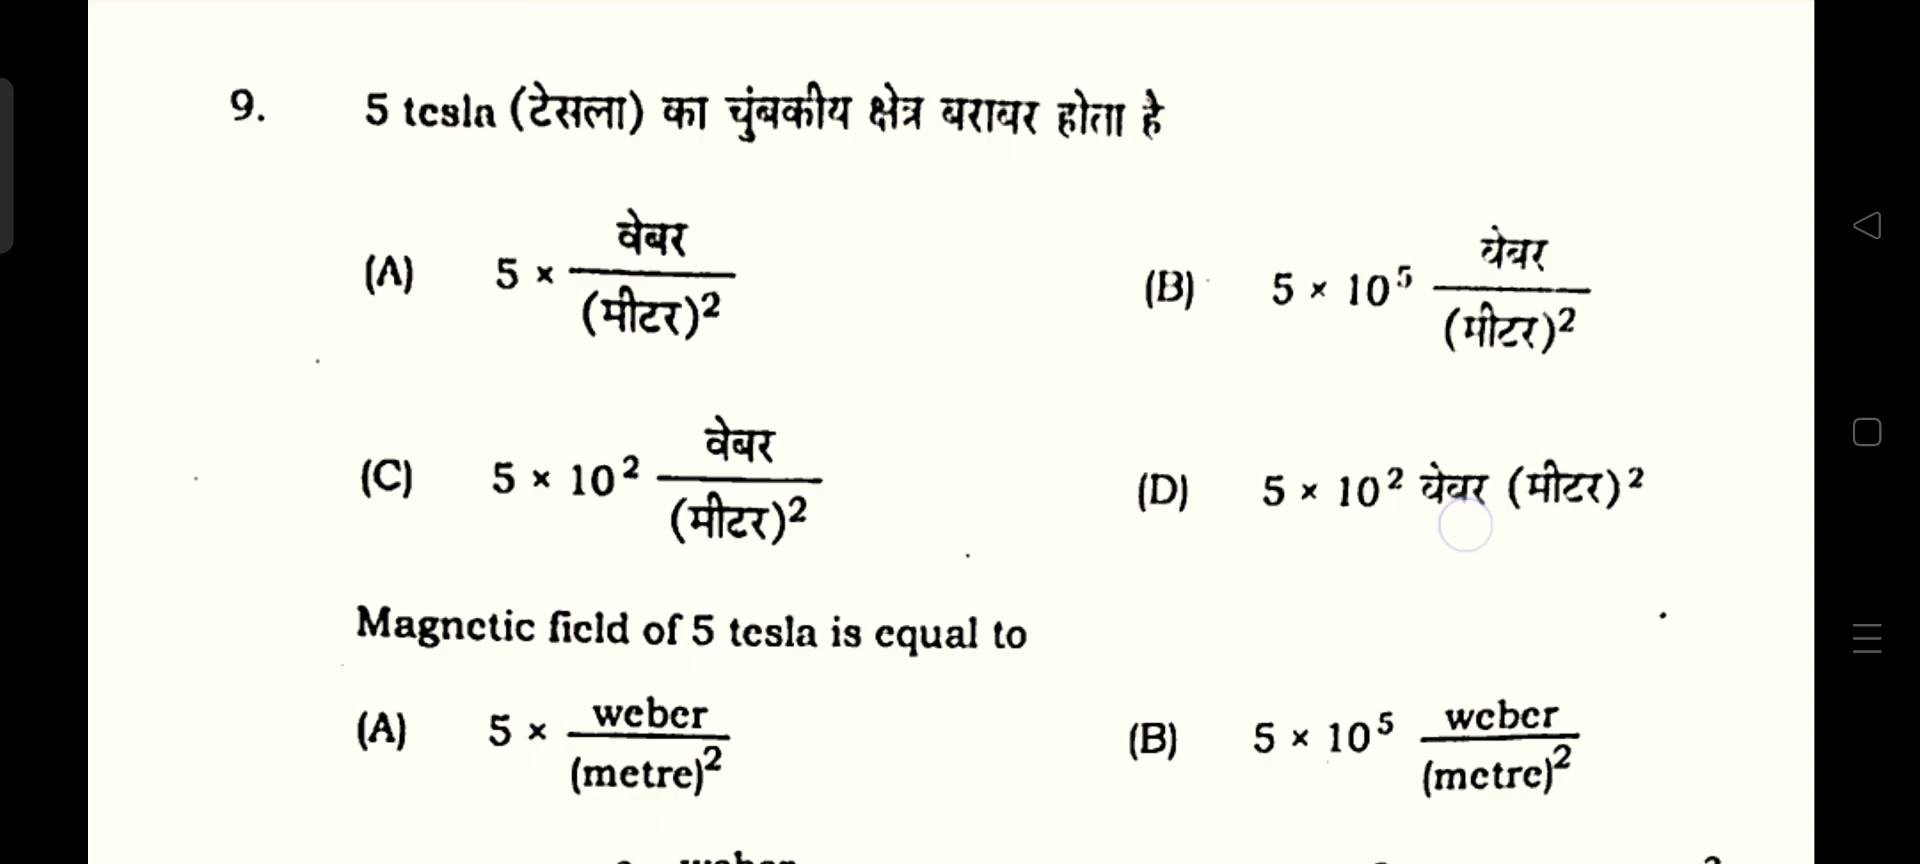 9. 5 tesla (टेसला) का चुंबकीय क्षेत्र बराबर होता है
(A) 5 × वेबर / (मीटर)² (B) 5 × 10⁵ वेबर / (मीटर)²
(C) 5 × 10² वेबर / (मीटर)² (D) 5 × 10² वेबर (मीटर)²
Magnetic field of 5 tesla is equal to
(A) 5 × weber / (metre)² (B) 5 × 10⁵ weber / (metre)²